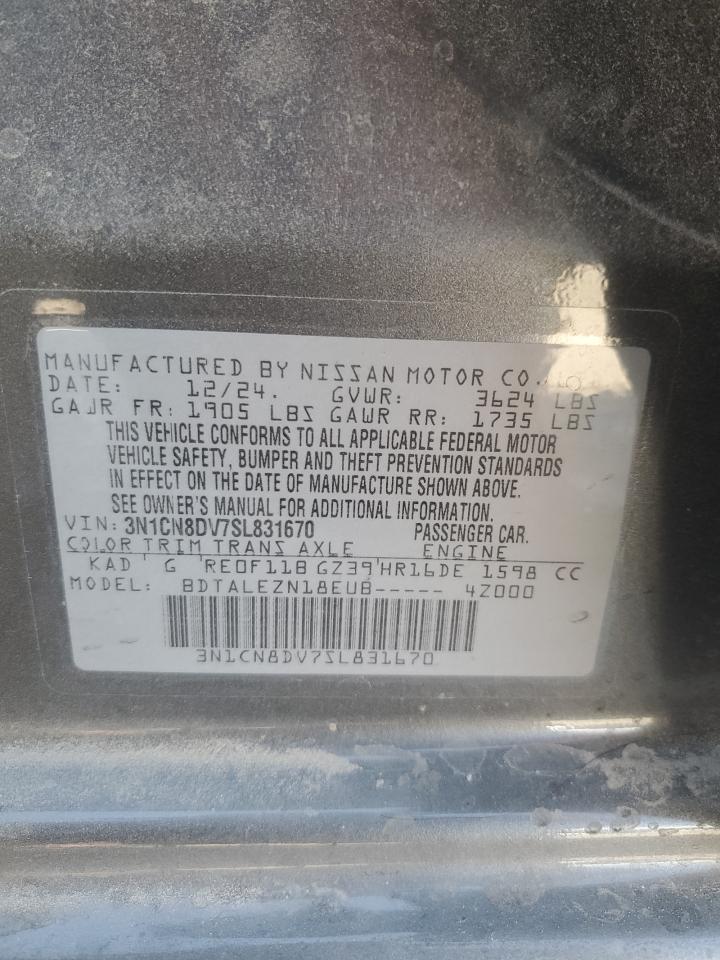 MANUFACTURED BY NISSAN MOTOR CO.,
DATE: 12/24. GVWR: 3624 LBS
GAWR FR: 1905 LBS GAWR RR: 1735 LBS
THIS VEHICLE CONFORMS TO ALL APPLICABLE FEDERAL MOTOR
VEHICLE SAFETY, BUMPER AND THEFT PREVENTION STANDARDS
IN EFFECT ON THE DATE OF MANUFACTURE SHOWN ABOVE.
SEE OWNER'S MANUAL FOR ADDITIONAL INFORMATION.
VIN: 3N1CN8DV7SL831670 PASSENGER CAR.
COLOR TRIM TRANS AXLE ENGINE
KAD G RE0F11B GZ39 HR16DE 1598 CC
MODEL: BDTALEZN18EUB----- 4Z000
3N1CN8DV7SL831670